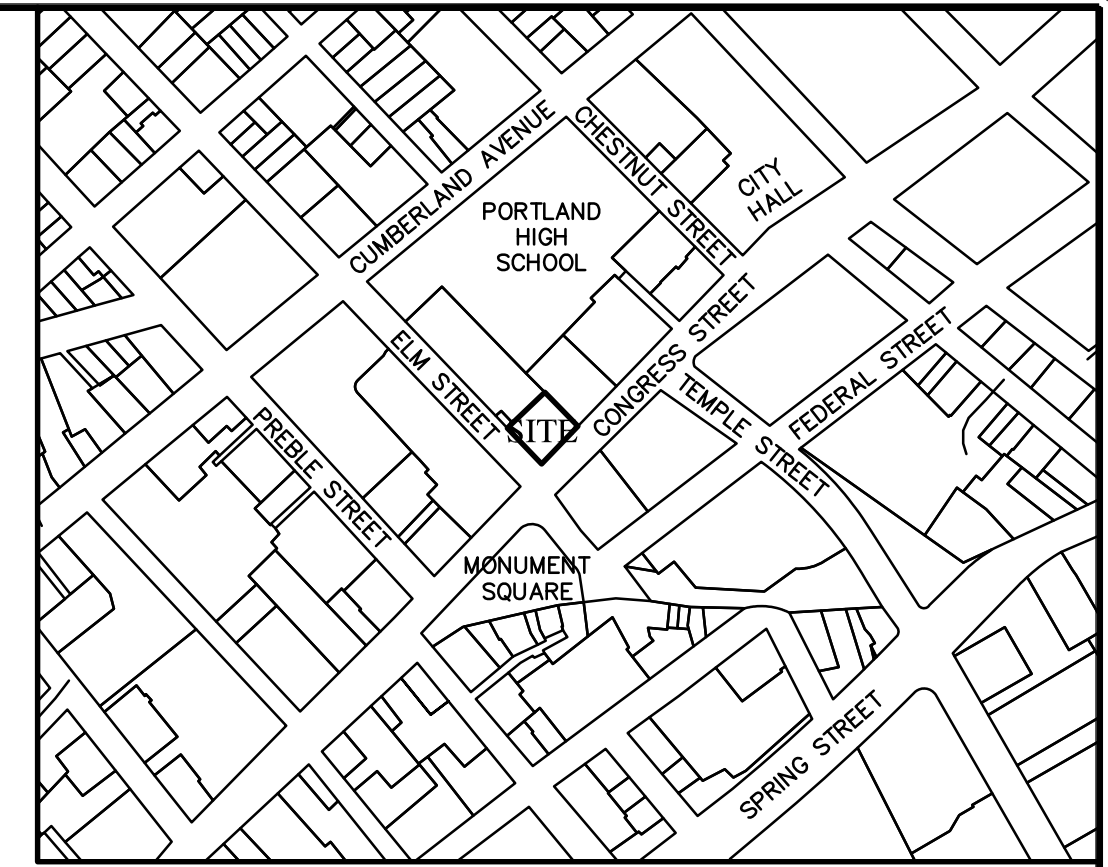 CUMBERLAND AVENUE
CHESTNUT STREET
CITY
HALL
PORTLAND
HIGH
SCHOOL
ELM STREET
SITE
CONGRESS STREET
TEMPLE STREET
FEDERAL STREET
PREBLE STREET
MONUMENT
SQUARE
SPRING STREET